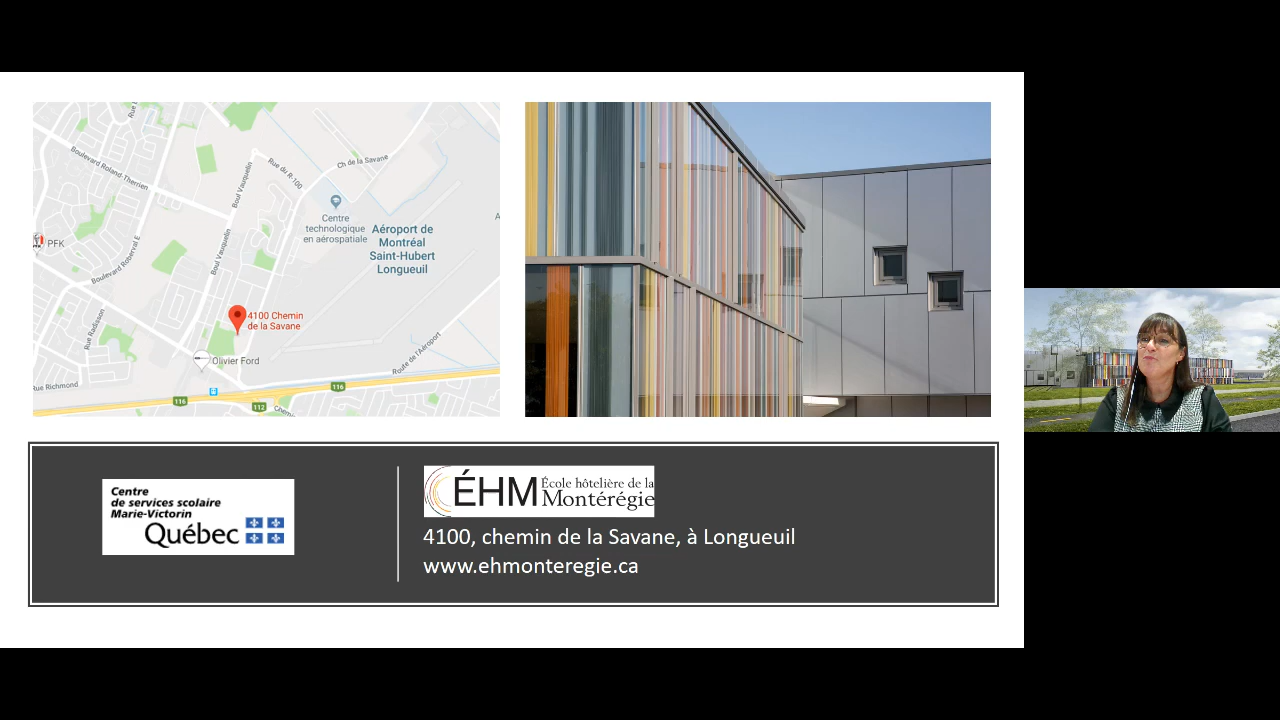 Rue L
Boulevard Roland-Therrien
Boul Vauquelin
Rue du R-100
Ch de la Savane
Centre
technologique
en aérospatiale
Aéroport de
Montréal
Saint-Hubert
Longueuil
A
PFK
Boulevard Roberval E
Boul Vauquelin
4100 Chemin
de la Savane
Rue Radisson
Olivier Ford
Route de l'Aéroport
Rue Richmond
116
116
112
Chemi
Centre
de services scolaire
Marie-Victorin
Québec
ÉHM École hôtelière de la
Montérégie
4100, chemin de la Savane, à Longueuil
www.ehmonteregie.ca